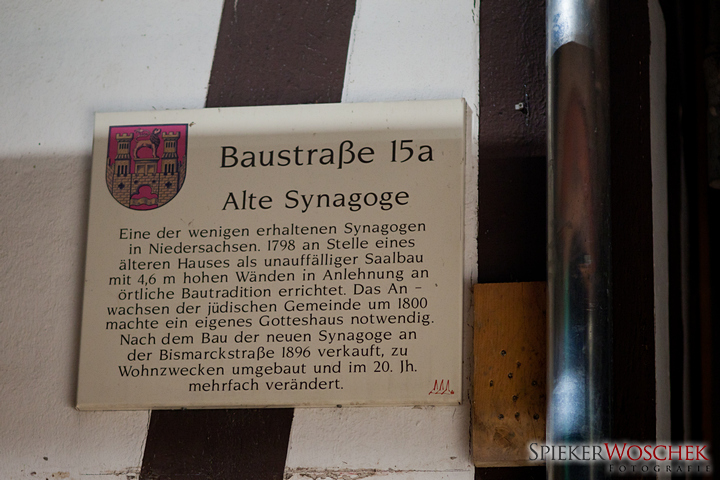 Baustraße 15a
Alte Synagoge
Eine der wenigen erhaltenen Synagogen
in Niedersachsen. 1798 an Stelle eines
älteren Hauses als unauffälliger Saalbau
mit 4,6 m hohen Wänden in Anlehnung an
örtliche Bautradition errichtet. Das An –
wachsen der jüdischen Gemeinde um 1800
machte ein eigenes Gotteshaus notwendig.
Nach dem Bau der neuen Synagoge an
der Bismarckstraße 1896 verkauft, zu
Wohnzwecken umgebaut und im 20. Jh.
mehrfach verändert.
SPIEKERWOSCHEK
FOTOGRAFIE